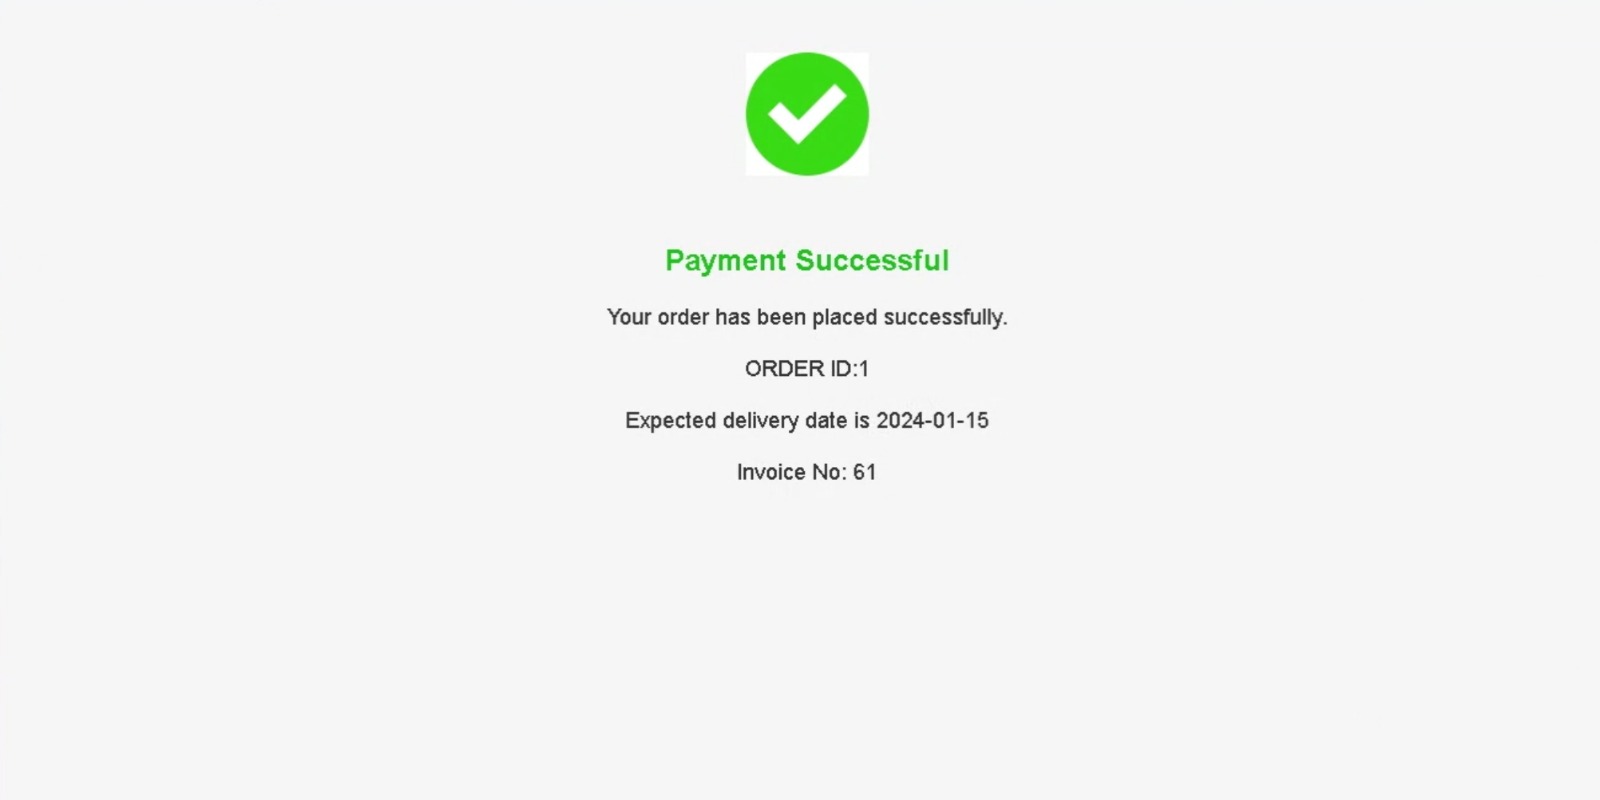 Payment Successful
Your order has been placed successfully.
ORDER ID:1
Expected delivery date is 2024-01-15
Invoice No: 61